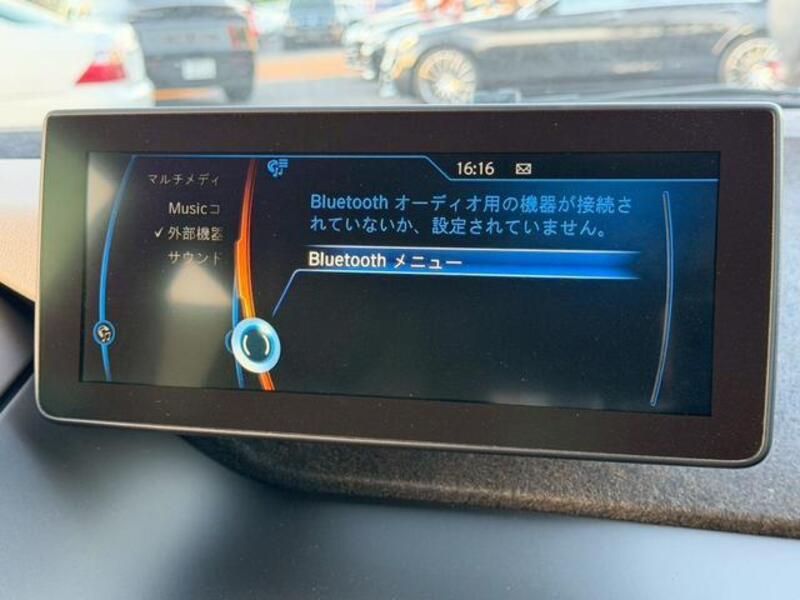 マルチメディ
Musicコ
✓ 外部機器
サウンド
16:16
Bluetooth オーディオ用の機器が接続さ
れていないか、設定されていません。
Bluetooth メニュー